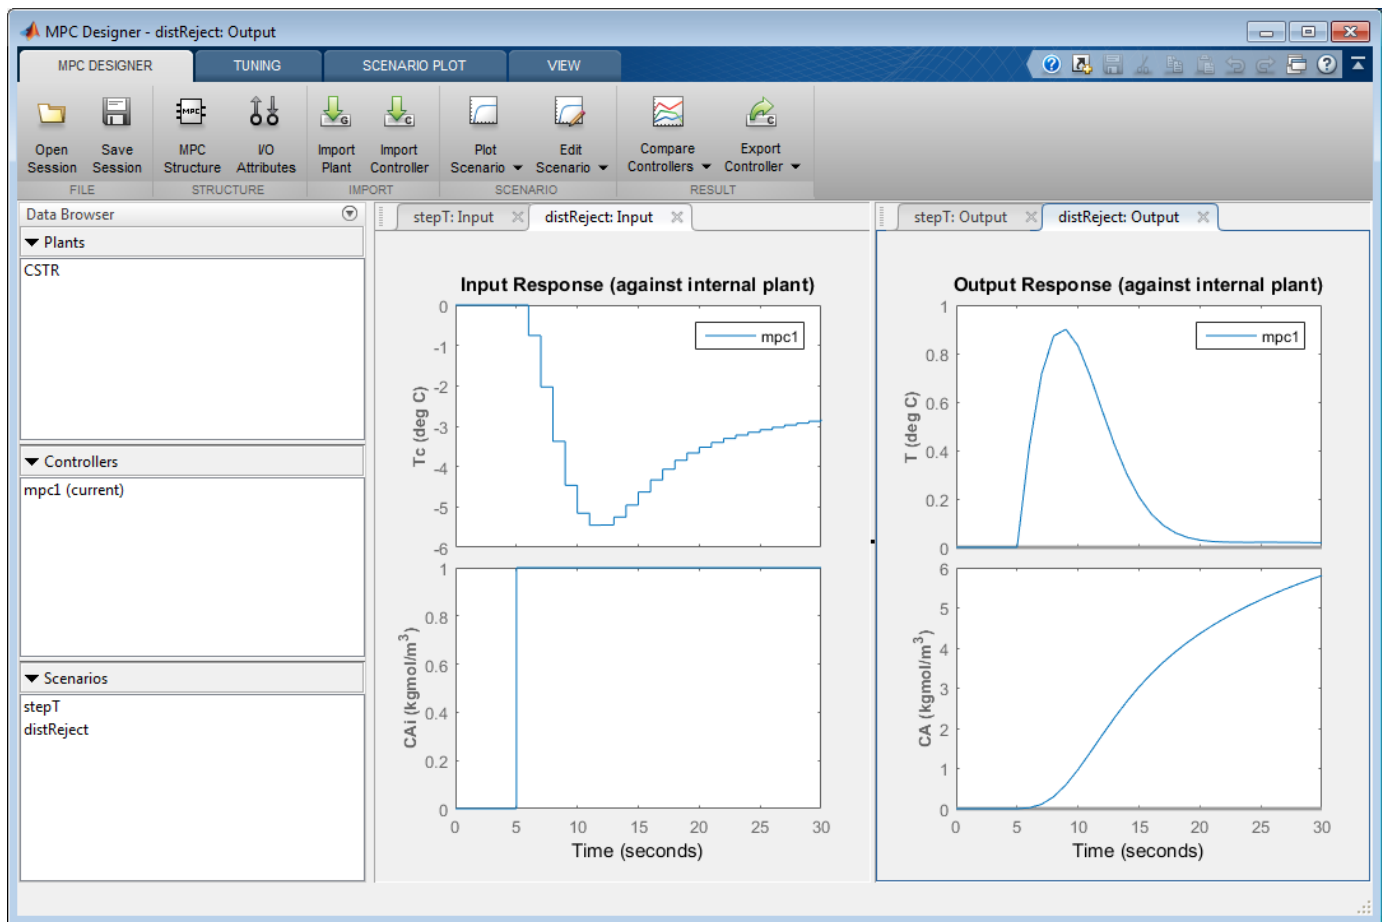 MPC Designer - distReject: Output
MPC DESIGNER TUNING SCENARIO PLOT VIEW
MPC G C
Open Session Save Session MPC Structure I/O Attributes Import Plant Import Controller Plot Scenario Edit Scenario Compare Controllers Export Controller
FILE STRUCTURE IMPORT SCENARIO RESULT
Data Browser
Plants
CSTR
Controllers
mpc1 (current)
Scenarios
stepT
distReject
stepT: Input distReject: Input
Input Response (against internal plant)
mpc1
Tc (deg C)
0
-1
-2
-3
-4
-5
-6
CAi (kgmol/m³)
1
0.8
0.6
0.4
0.2
0
0 5 10 15 20 25 30
Time (seconds)
stepT: Output distReject: Output
Output Response (against internal plant)
mpc1
T (deg C)
1
0.8
0.6
0.4
0.2
0
CA (kgmol/m³)
6
5
4
3
2
1
0
0 5 10 15 20 25 30
Time (seconds)